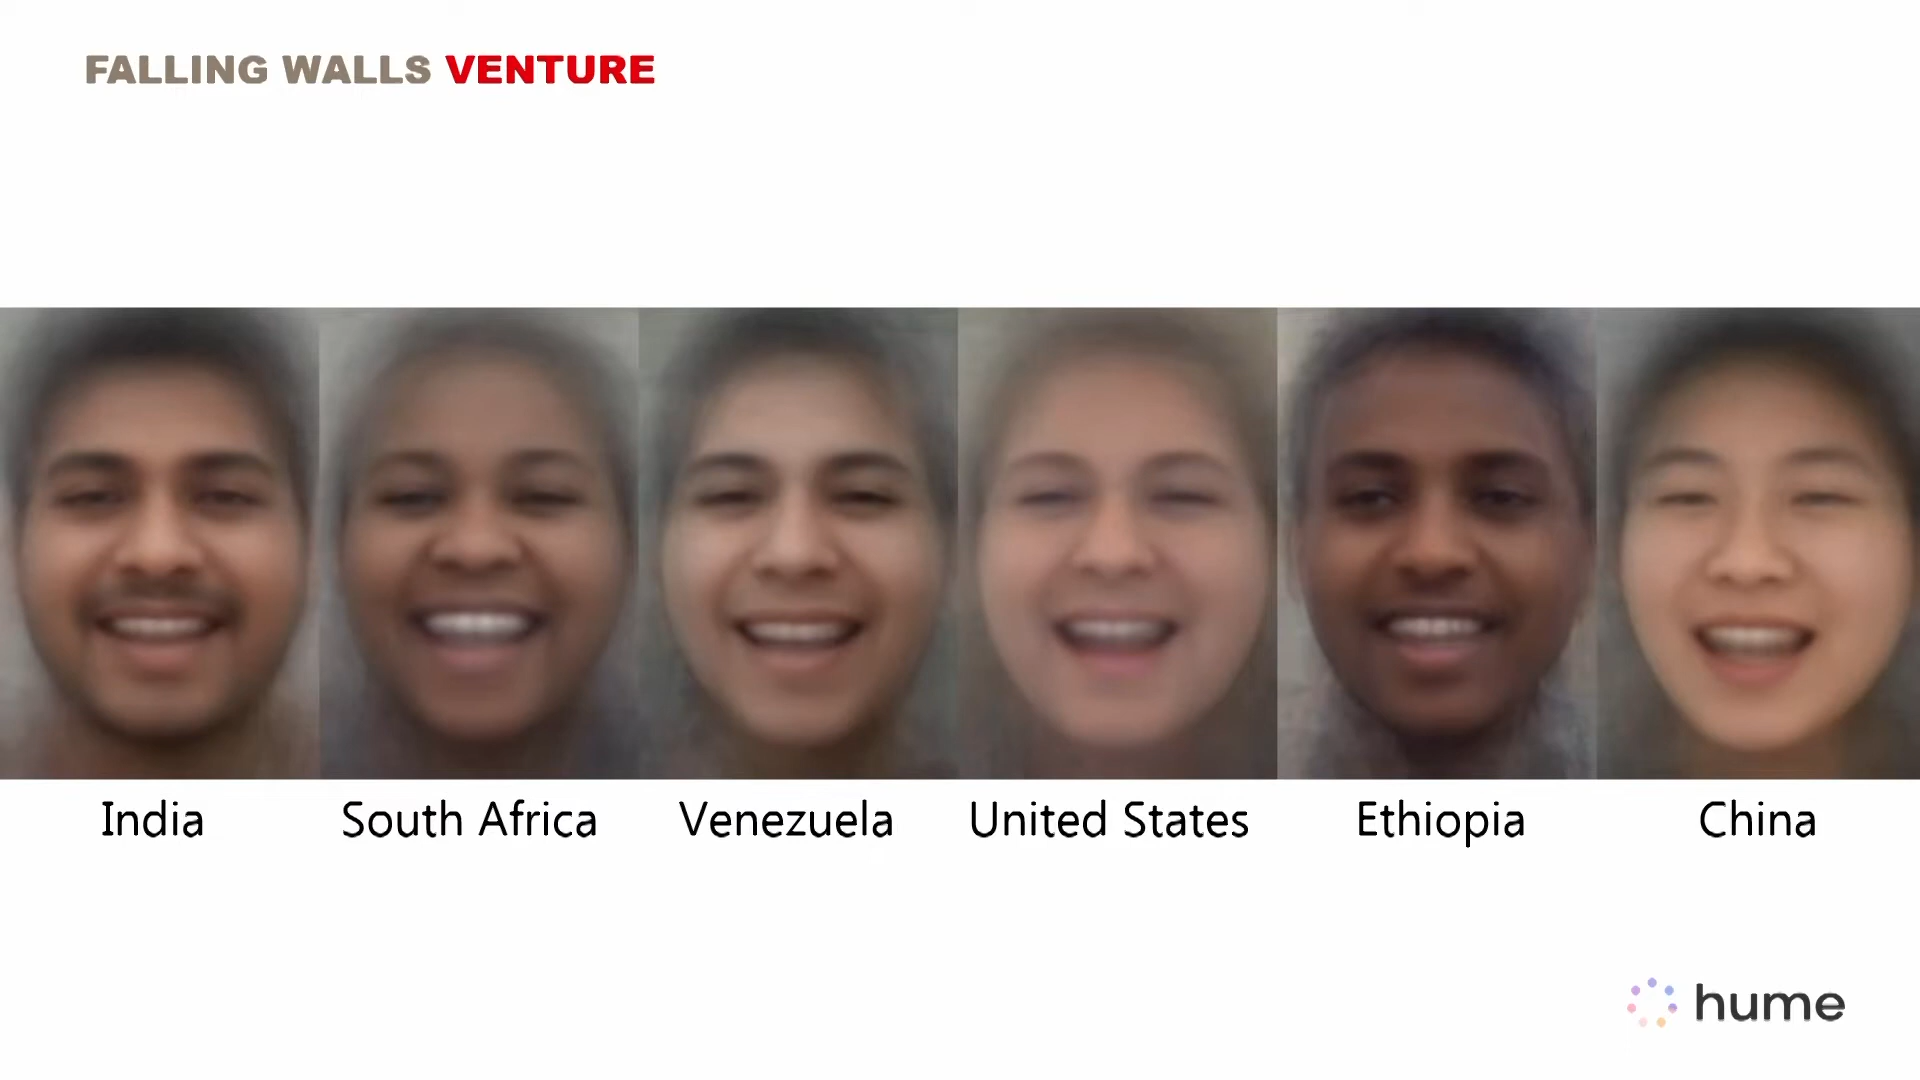 FALLING WALLS VENTURE
India
South Africa
Venezuela
United States
Ethiopia
China
hume